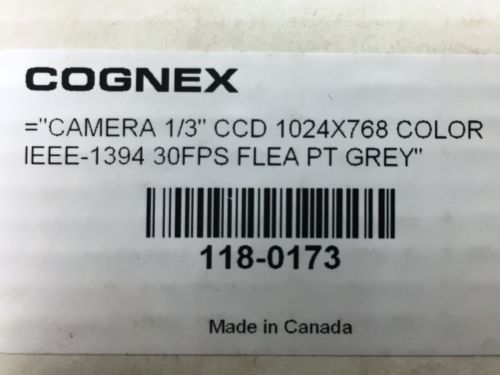 COGNEX
="CAMERA 1/3" CCD 1024X768 COLOR
IEEE-1394 30FPS FLEA PT GREY"
118-0173
Made in Canada